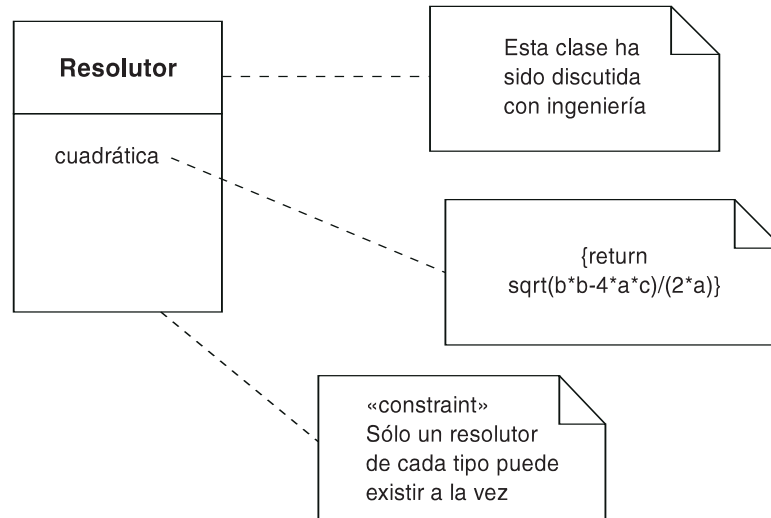 Resolutor
cuadrática
Esta clase ha
sido discutida
con ingeniería
{return
sqrt(b*b-4*a*c)/(2*a)}
«constraint»
Sólo un resolutor
de cada tipo puede
existir a la vez